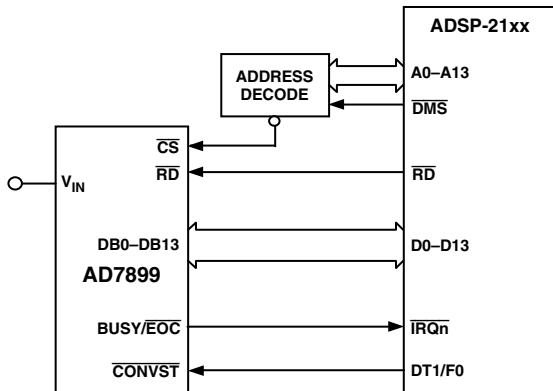 ADSP-21xx
ADDRESS
DECODE
A0–A13
DMS
CS
RD
RD
VIN
DB0–DB13
D0–D13
AD7899
BUSY/EOC
IRQn
CONVST
DT1/F0